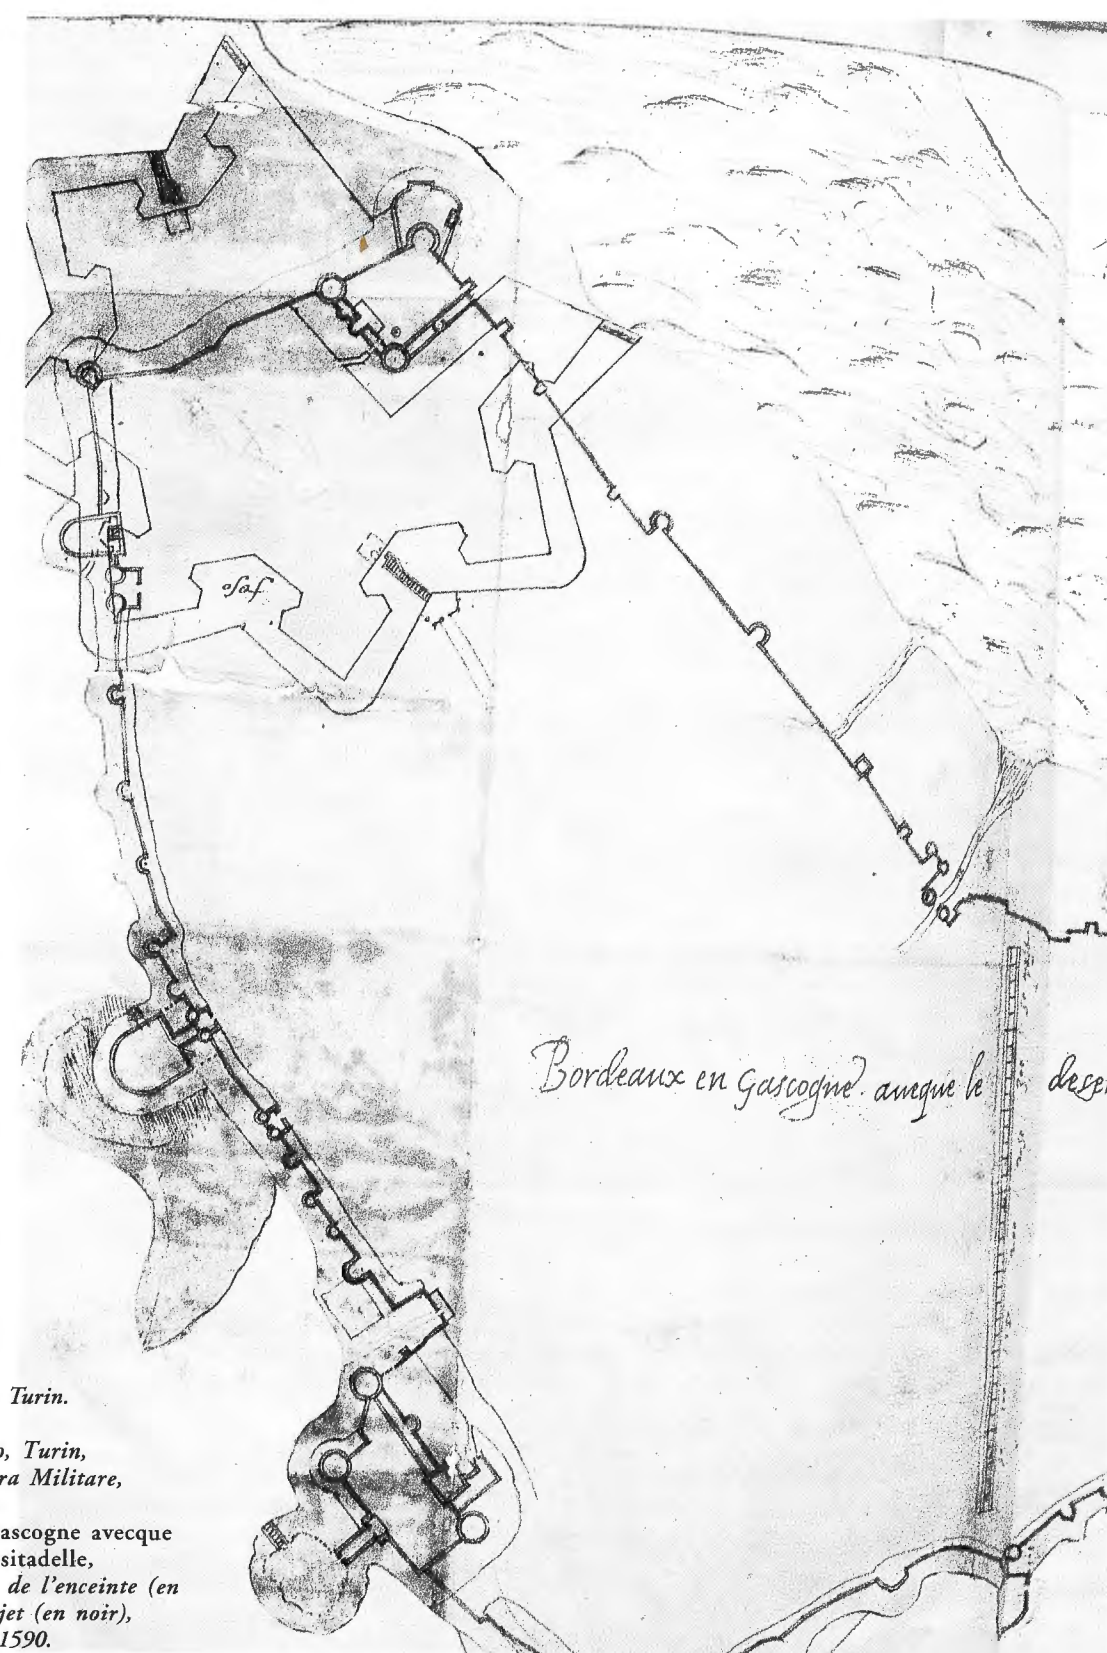 Bordeaux en Gascogne. avecque le
Turin.
Turin,
ra Militare,
ascogne avecque
sitadelle,
de l'enceinte (en
jet (en noir),
1590.